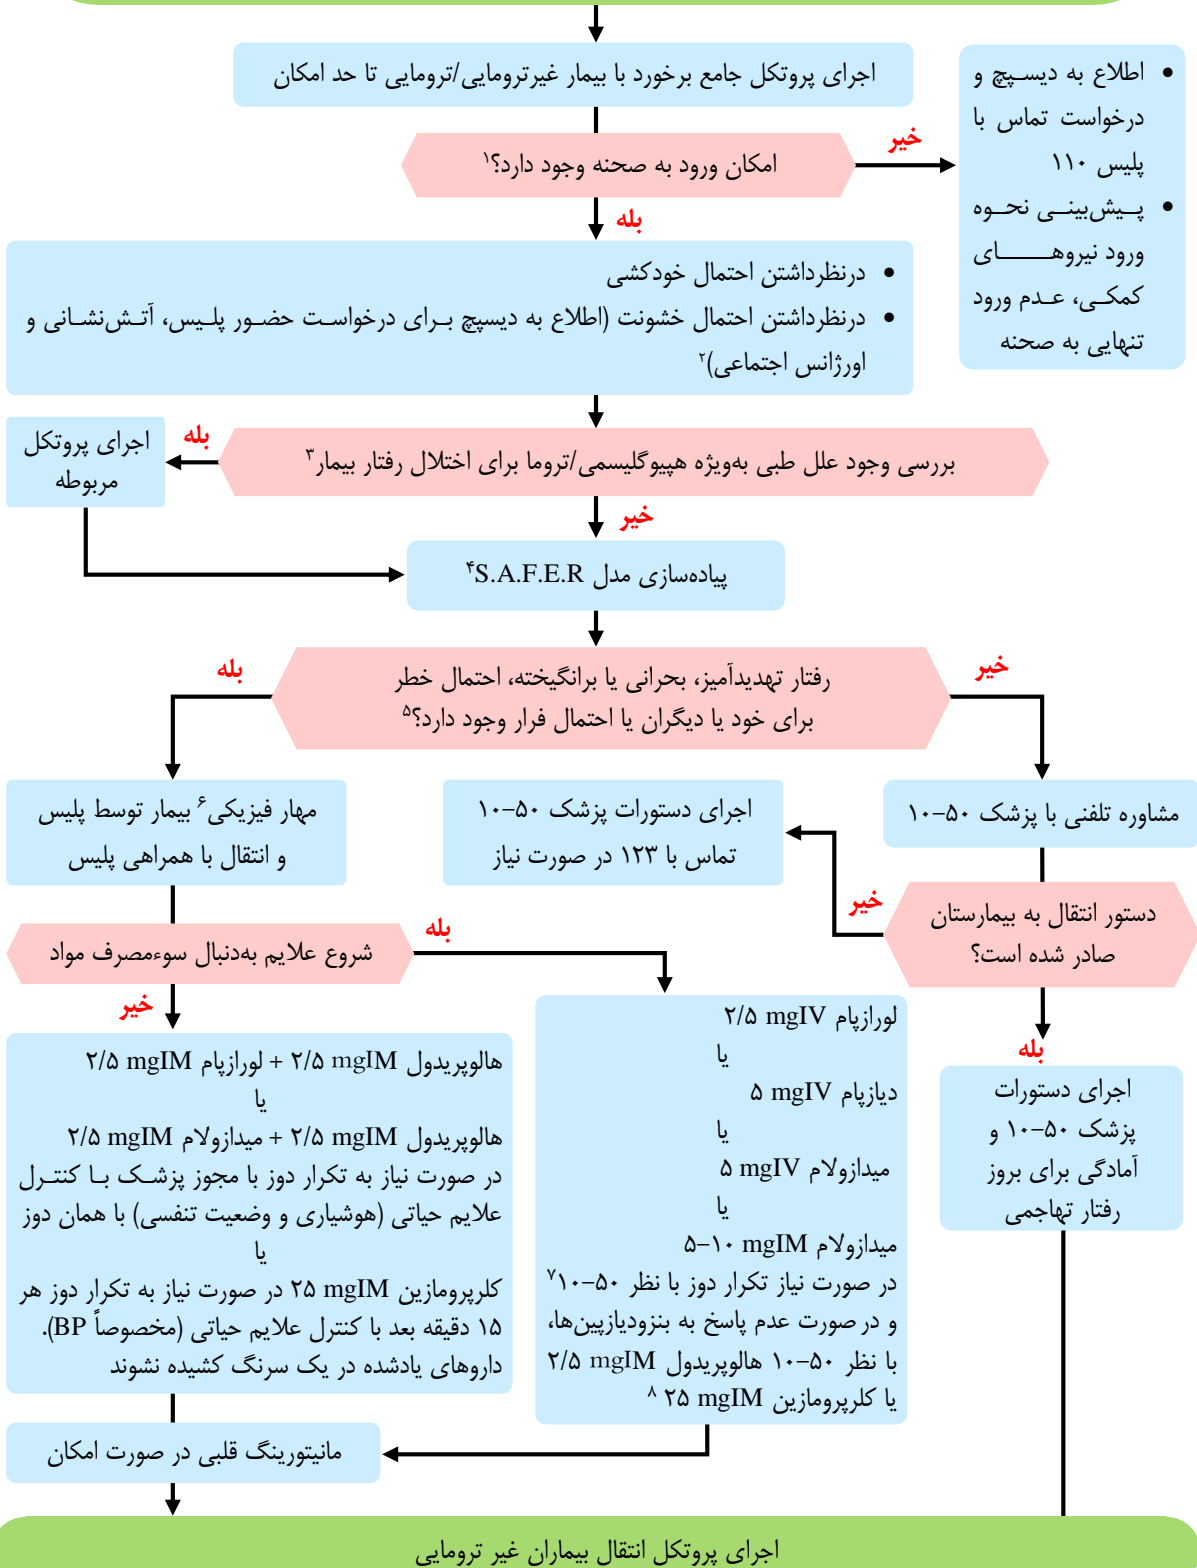 اجرای پروتکل جامع برخورد با بیمار غیرترومایی/ترومایی تا حد امکان
امکان ورود به صحنه وجود دارد؟۱
خیر
• اطلاع به دیسپچ و
درخواست تماس با
پلیس ۱۱۰
• پیش‌بینی نحوه
ورود نیروهای
کمکی، عدم ورود
تنهایی به صحنه
بله
• درنظرداشتن احتمال خودکشی
• درنظرداشتن احتمال خشونت (اطلاع به دیسپچ برای درخواست حضور پلیس، آتش‌نشانی و
اورژانس اجتماعی)۲
بررسی وجود علل طبی به‌ویژه هیپوگلیسمی/تروما برای اختلال رفتار بیمار۳
بله
اجرای پروتکل
مربوطه
خیر
پیاده‌سازی مدل S.A.F.E.R۴
رفتار تهدیدآمیز، بحرانی یا برانگیخته، احتمال خطر
برای خود یا دیگران یا احتمال فرار وجود دارد؟۵
خیر
بله
مشاوره تلفنی با پزشک ۵۰-۱۰
دستور انتقال به بیمارستان
صادر شده است؟
خیر
اجرای دستورات پزشک ۵۰-۱۰
تماس با ۱۲۳ در صورت نیاز
بله
اجرای دستورات
پزشک ۵۰-۱۰ و
آمادگی برای بروز
رفتار تهاجمی
مهار فیزیکی۶ بیمار توسط پلیس
و انتقال با همراهی پلیس
شروع علایم به‌دنبال سوءمصرف مواد
بله
لورازپام ۲/۵ mgIV
یا
دیازپام ۵ mgIV
یا
میدازولام ۵ mgIV
یا
میدازولام ۵-۱۰ mgIM
در صورت نیاز تکرار دوز با نظر ۵۰-۱۰۷
و در صورت عدم پاسخ به بنزودیازپین‌ها،
با نظر ۵۰-۱۰ هالوپریدول ۲/۵ mgIM
یا کلرپرومازین ۲۵ mgIM ۸
خیر
هالوپریدول ۲/۵ mgIM + لورازپام ۲/۵ mgIM
یا
هالوپریدول ۲/۵ mgIM + میدازولام ۲/۵ mgIM
در صورت نیاز به تکرار دوز با مجوز پزشک با کنترل
علایم حیاتی (هوشیاری و وضعیت تنفسی) با همان دوز
یا
کلرپرومازین ۲۵ mgIM در صورت نیاز به تکرار دوز هر
۱۵ دقیقه بعد با کنترل علایم حیاتی (مخصوصاً BP).
داروهای یادشده در یک سرنگ کشیده نشوند
مانیتورینگ قلبی در صورت امکان
اجرای پروتکل انتقال بیماران غیر ترومایی